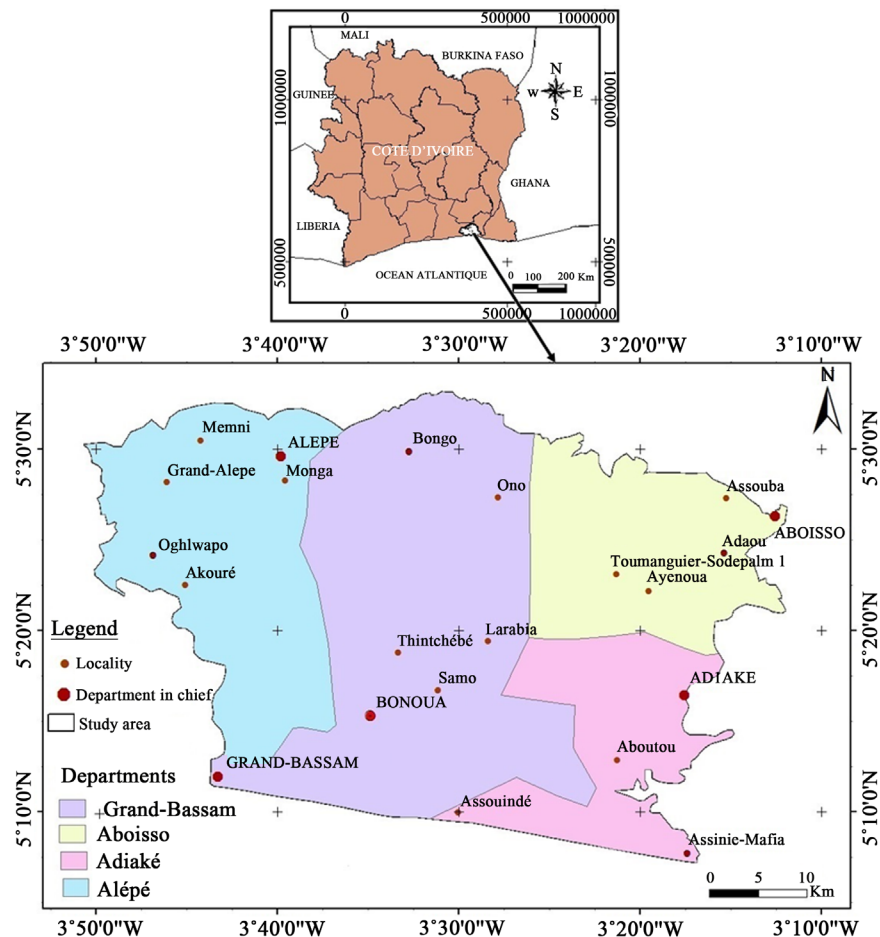 0 500000 1000000
MALI
BURKINA FASO
N
W E
S
GUINEE
1000000 1000000
COTE D'IVOIRE
GHANA
LIBERIA
500000 500000
OCEAN ATLANTIQUE
0 100 200 Km
0 500000 1000000
3°50'0"W 3°40'0"W 3°30'0"W 3°20'0"W 3°10'0"W
N
5°30'0"N 5°30'0"N
Memni
ALEPE
Bongo
Grand-Alepe
Monga
Ono
Assouba
ABOISSO
Adaou
Oghlwapo
Toumanguier-Sodepalm 1
Akouré
Ayenoua
5°20'0"N 5°20'0"N
Thintchébé
Larabia
Samo
ADIAKE
BONOUA
Aboutou
GRAND-BASSAM
Assouindé
5°10'0"N 5°10'0"N
Assinie-Mafia
Legend
Locality
Department in chief
Study area
Departments
Grand-Bassam
Aboisso
Adiaké
Alépé
0 5 10
Km
3°50'0"W 3°40'0"W 3°30'0"W 3°20'0"W 3°10'0"W